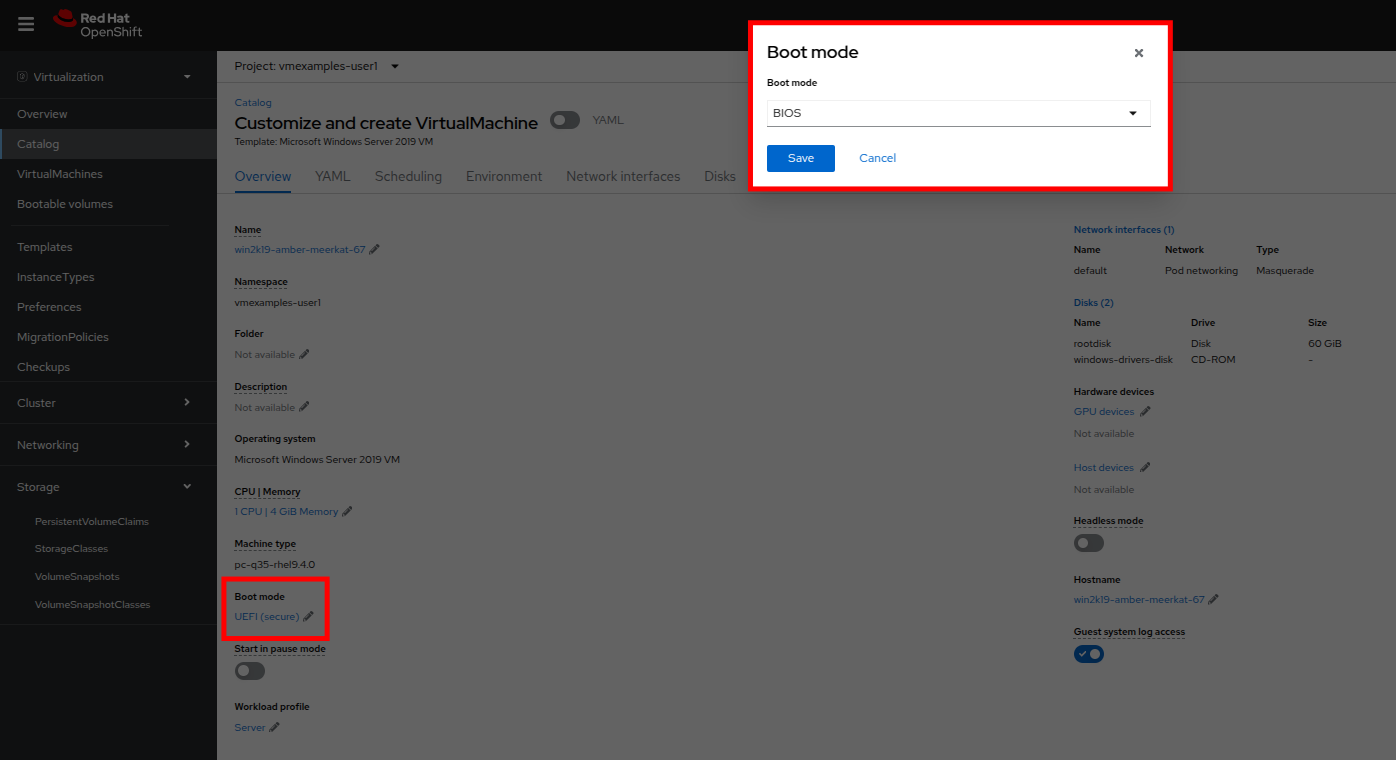 Red Hat
OpenShift
Virtualization
Overview
Catalog
VirtualMachines
Bootable volumes
Templates
InstanceTypes
Preferences
MigrationPolicies
Checkups
Cluster
Networking
Storage
PersistentVolumeClaims
StorageClasses
VolumeSnapshots
VolumeSnapshotClasses
Project: vmexamples-user1
Catalog
Customize and create VirtualMachine
YAML
Template: Microsoft Windows Server 2019 VM
Overview YAML Scheduling Environment Network interfaces Disks
Boot mode
Boot mode
BIOS
Save Cancel
Name
win2k19-amber-meerkat-67
Namespace
vmexamples-user1
Folder
Not available
Description
Not available
Operating system
Microsoft Windows Server 2019 VM
CPU | Memory
1 CPU | 4 GiB Memory
Machine type
pc-q35-rhel9.4.0
Boot mode
UEFI (secure)
Start in pause mode
Workload profile
Server
Network interfaces (1)
Name Network Type
default Pod networking Masquerade
Disks (2)
Name Drive Size
rootdisk Disk 60 GiB
windows-drivers-disk CD-ROM -
Hardware devices
GPU devices
Not available
Host devices
Not available
Headless mode
Hostname
win2k19-amber-meerkat-67
Guest system log access